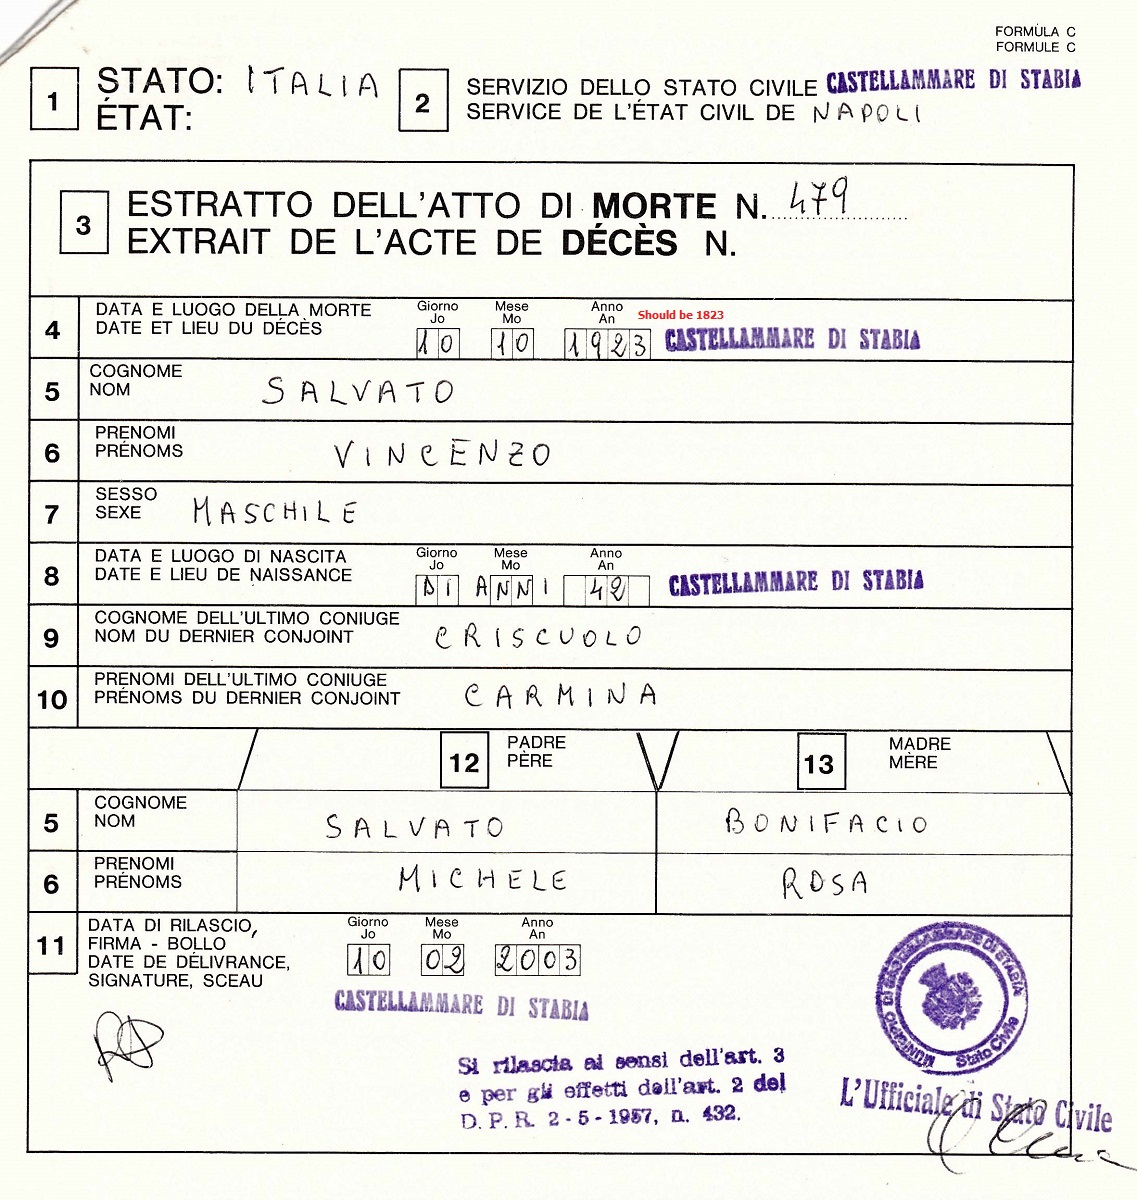 FORMÙLA C
FORMULE C
1 STATO: ITALIA
ÉTAT:
2 SERVIZIO DELLO STATO CIVILE CASTELLAMMARE DI STABIA
SERVICE DE L'ÉTAT CIVIL DE NAPOLI
3 ESTRATTO DELL'ATTO DI MORTE N. 479
EXTRAIT DE L'ACTE DE DÉCÈS N.
4 DATA E LUOGO DELLA MORTE
DATE ET LIEU DU DÉCÈS
Giorno Mese Anno
Jo Mo An
Should be 1823
10 10 1923 CASTELLAMMARE DI STABIA
5 COGNOME
NOM
SALVATO
6 PRENOMI
PRÉNOMS
VINCENZO
7 SESSO
SEXE
MASCHILE
8 DATA E LUOGO DI NASCITA
DATE E LIEU DE NAISSANCE
Giorno Mese Anno
Jo Mo An
DI ANNI 42 CASTELLAMMARE DI STABIA
9 COGNOME DELL'ULTIMO CONIUGE
NOM DU DERNIER CONJOINT
CRISCUOLO
10 PRENOMI DELL'ULTIMO CONIUGE
PRÉNOMS DU DERNIER CONJOINT
CARMINA
12 PADRE
PÈRE
13 MADRE
MÈRE
5 COGNOME
NOM
SALVATO BONIFACIO
6 PRENOMI
PRÉNOMS
MICHELE ROSA
11 DATA DI RILASCIO,
FIRMA - BOLLO
DATE DE DÉLIVRANCE,
SIGNATURE, SCEAU
Giorno Mese Anno
Jo Mo An
10 02 2003
CASTELLAMMARE DI STABIA
MUNICIPIO DI CASTELLAMMARE DI STABIA
Stato Civile
Si rilascia ai sensi dell'art. 3
e per gli effetti dell'art. 2 del
D. P. R. 2-5-1957, n. 432.
L'Ufficiale di Stato Civile